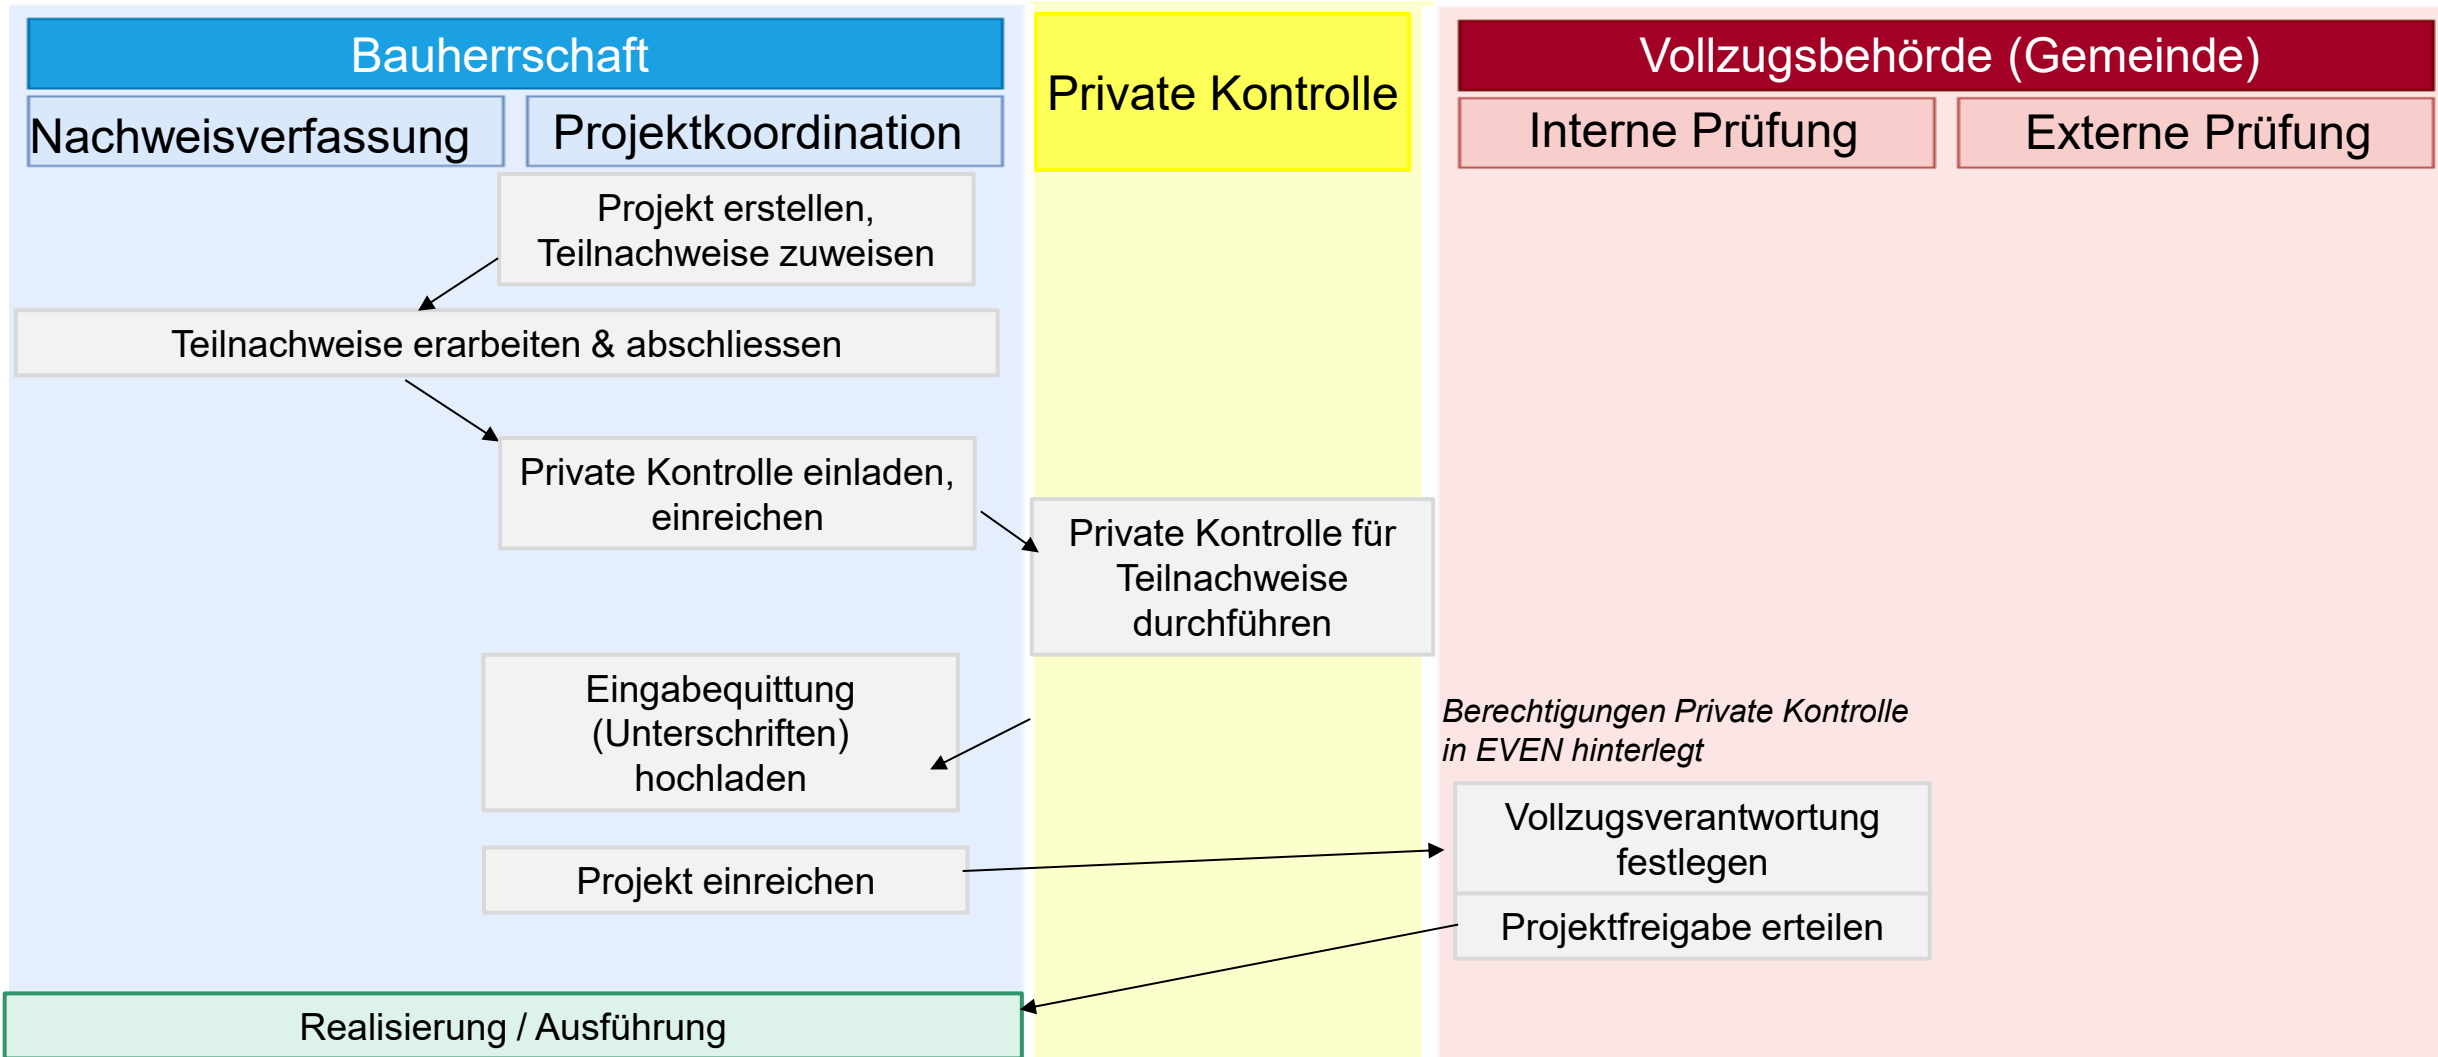 Bauherrschaft
Private Kontrolle
Vollzugsbehörde (Gemeinde)
Nachweisverfassung
Projektkoordination
Interne Prüfung
Externe Prüfung
Projekt erstellen,
Teilnachweise zuweisen
Teilnachweise erarbeiten & abschliessen
Private Kontrolle einladen,
einreichen
Private Kontrolle für
Teilnachweise
durchführen
Eingabequittung
(Unterschriften)
hochladen
Berechtigungen Private Kontrolle
in EVEN hinterlegt
Projekt einreichen
Vollzugsverantwortung
festlegen
Projektfreigabe erteilen
Realisierung / Ausführung